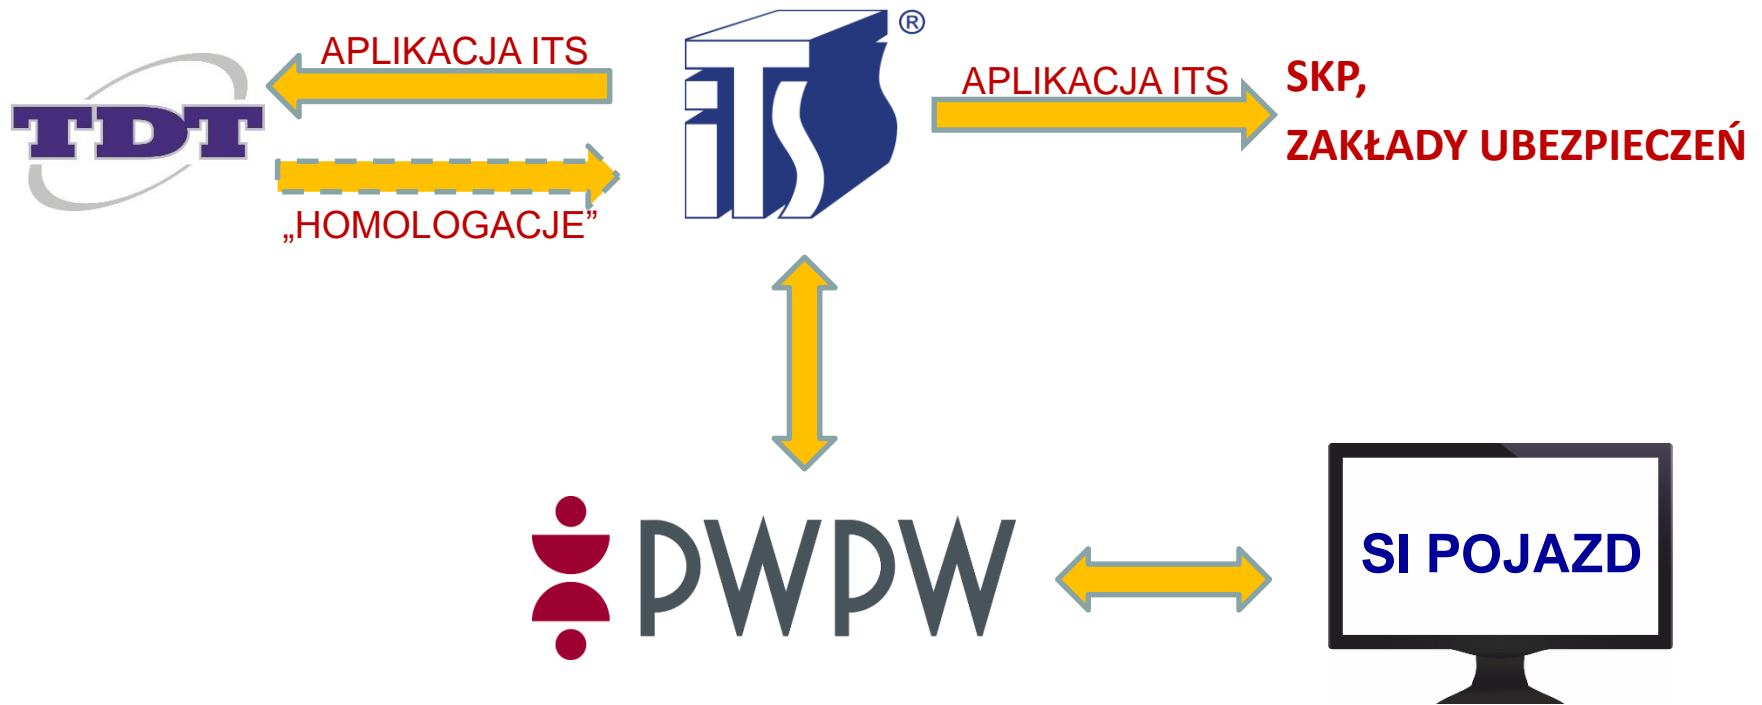 APLIKACJA ITS
TDT
„HOMOLOGACJE”
iTS®
APLIKACJA ITS
SKP,
ZAKŁADY UBEZPIECZEŃ
PWPW
SI POJAZD